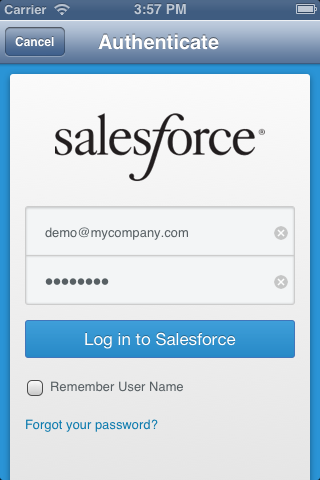 Carrier 3:57 PM
Cancel Authenticate
salesforce®
demo@mycompany.com
••••••••
Log in to Salesforce
Remember User Name
Forgot your password?